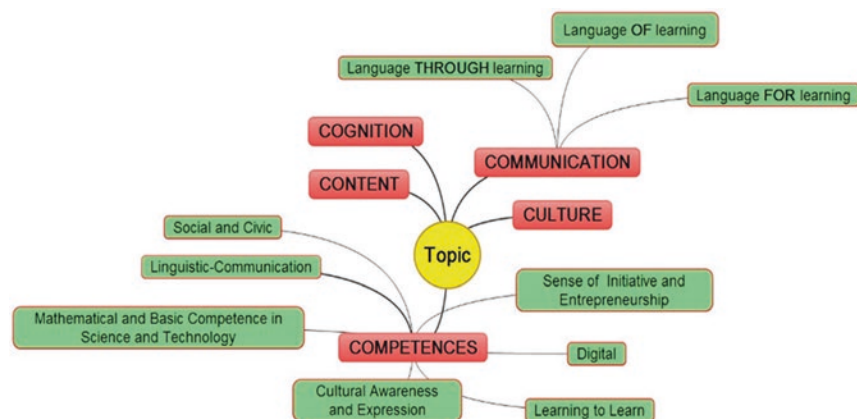 Language OF learning
Language THROUGH learning
Language FOR learning
COGNITION
COMMUNICATION
CONTENT
CULTURE
Social and Civic
Topic
Linguistic-Communication
Sense of Initiative and
Entrepreneurship
Mathematical and Basic Competence in
Science and Technology
COMPETENCES
Digital
Cultural Awareness
and Expression
Learning to Learn